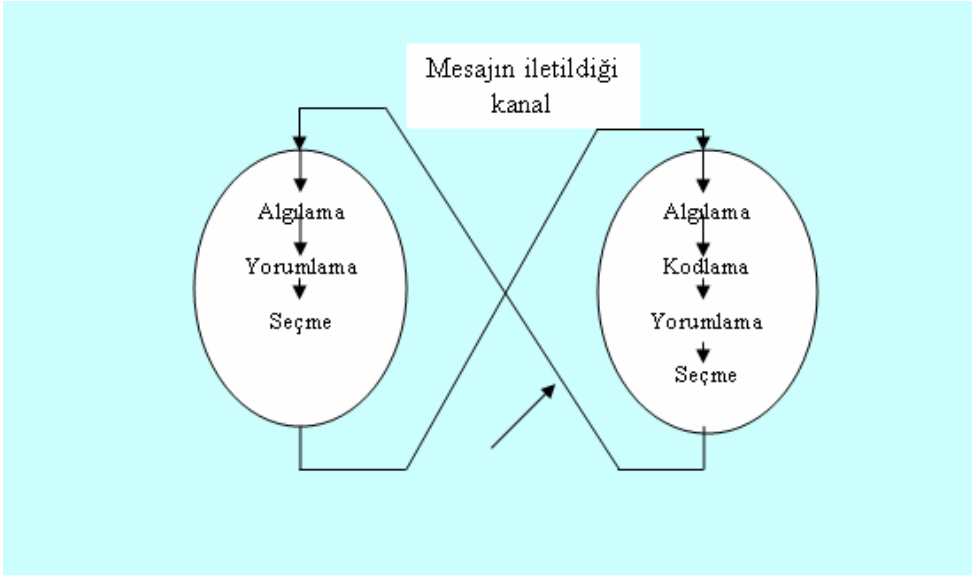 Mesajın iletildiği
kanal
Algılama
Yorumlama
Seçme
Algılama
Kodlama
Yorumlama
Seçme